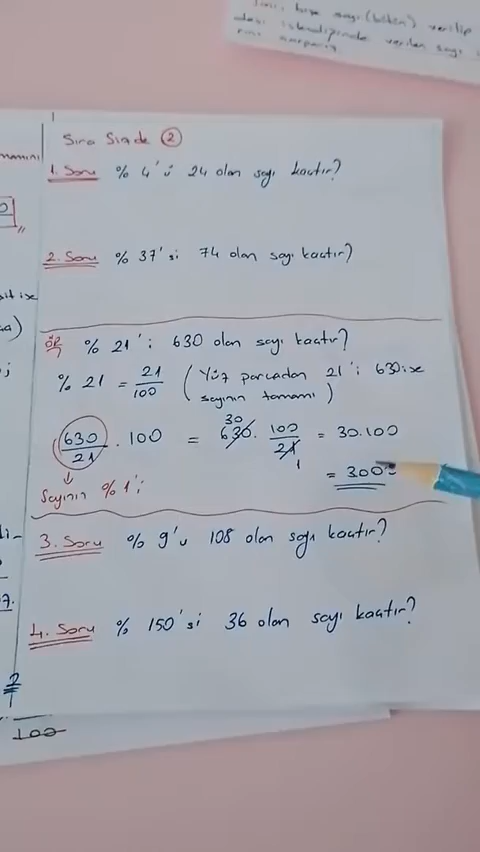 Sıra Sizde 2
1. Soru % 4'ü 24 olan sayı kaçtır?
2. Soru % 37'si 74 olan sayı kaçtır?
ÖR % 21'i 630 olan sayı kaçtır?
% 21 = 21/100 (Yüz parçadan 21'i 630 ise
sayının tamamı)
630/21 . 100 = 630 . 100/21 = 30.100
30
1
= 3000
Sayının % 1'i
3. Soru % 9'u 108 olan sayı kaçtır?
4. Soru % 150'si 36 olan sayı kaçtır?
100